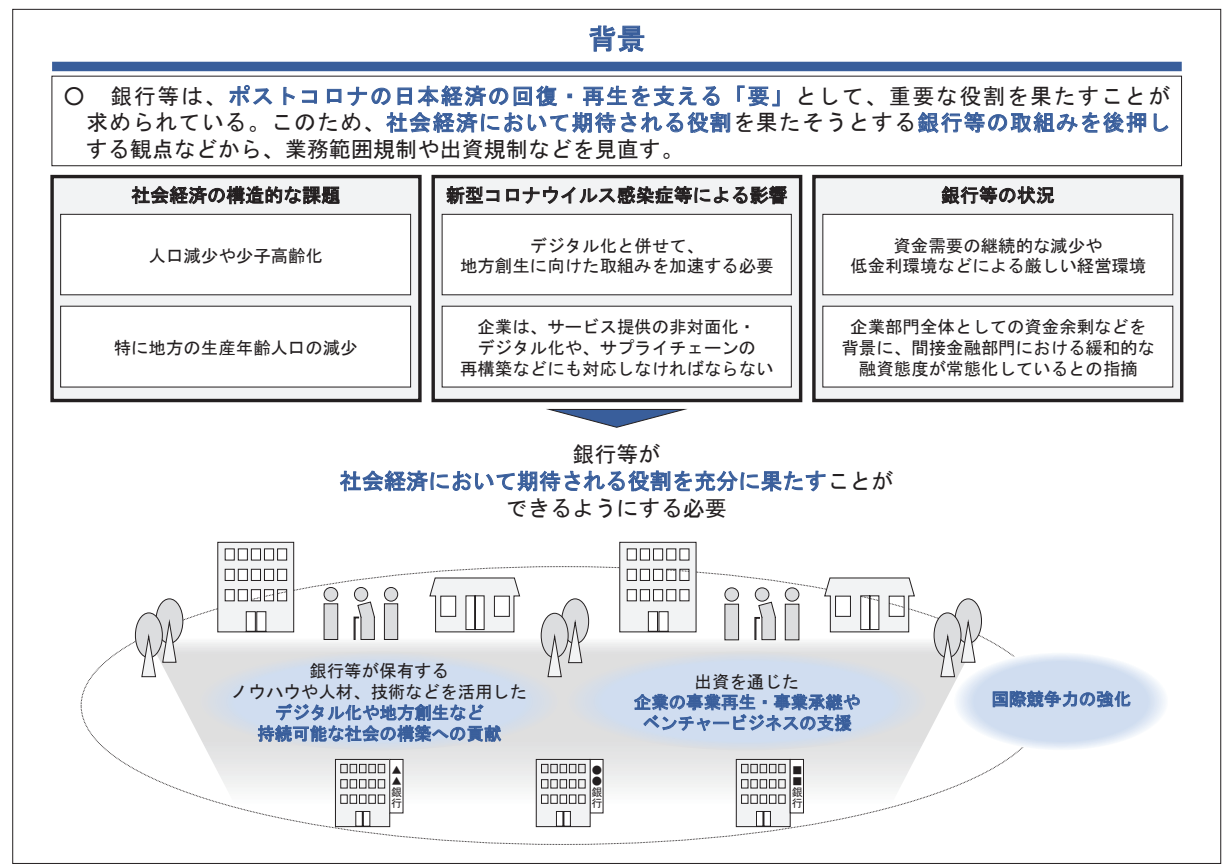 背景
○ 銀行等は、ポストコロナの日本経済の回復・再生を支える「要」として、重要な役割を果たすことが
求められている。このため、社会経済において期待される役割を果たそうとする銀行等の取組みを後押し
する観点などから、業務範囲規制や出資規制などを見直す。
社会経済の構造的な課題
人口減少や少子高齢化
特に地方の生産年齢人口の減少
新型コロナウイルス感染症等による影響
デジタル化と併せて、
地方創生に向けた取組みを加速する必要
企業は、サービス提供の非対面化・
デジタル化や、サプライチェーンの
再構築などにも対応しなければならない
銀行等の状況
資金需要の継続的な減少や
低金利環境などによる厳しい経営環境
企業部門全体としての資金余剰などを
背景に、間接金融部門における緩和的な
融資態度が常態化しているとの指摘
銀行等が
社会経済において期待される役割を充分に果たすことが
できるようにする必要
銀行等が保有する
ノウハウや人材、技術などを活用した
デジタル化や地方創生など
持続可能な社会の構築への貢献
出資を通じた
企業の事業再生・事業承継や
ベンチャービジネスの支援
国際競争力の強化
▲▲銀行
●●銀行
■■銀行